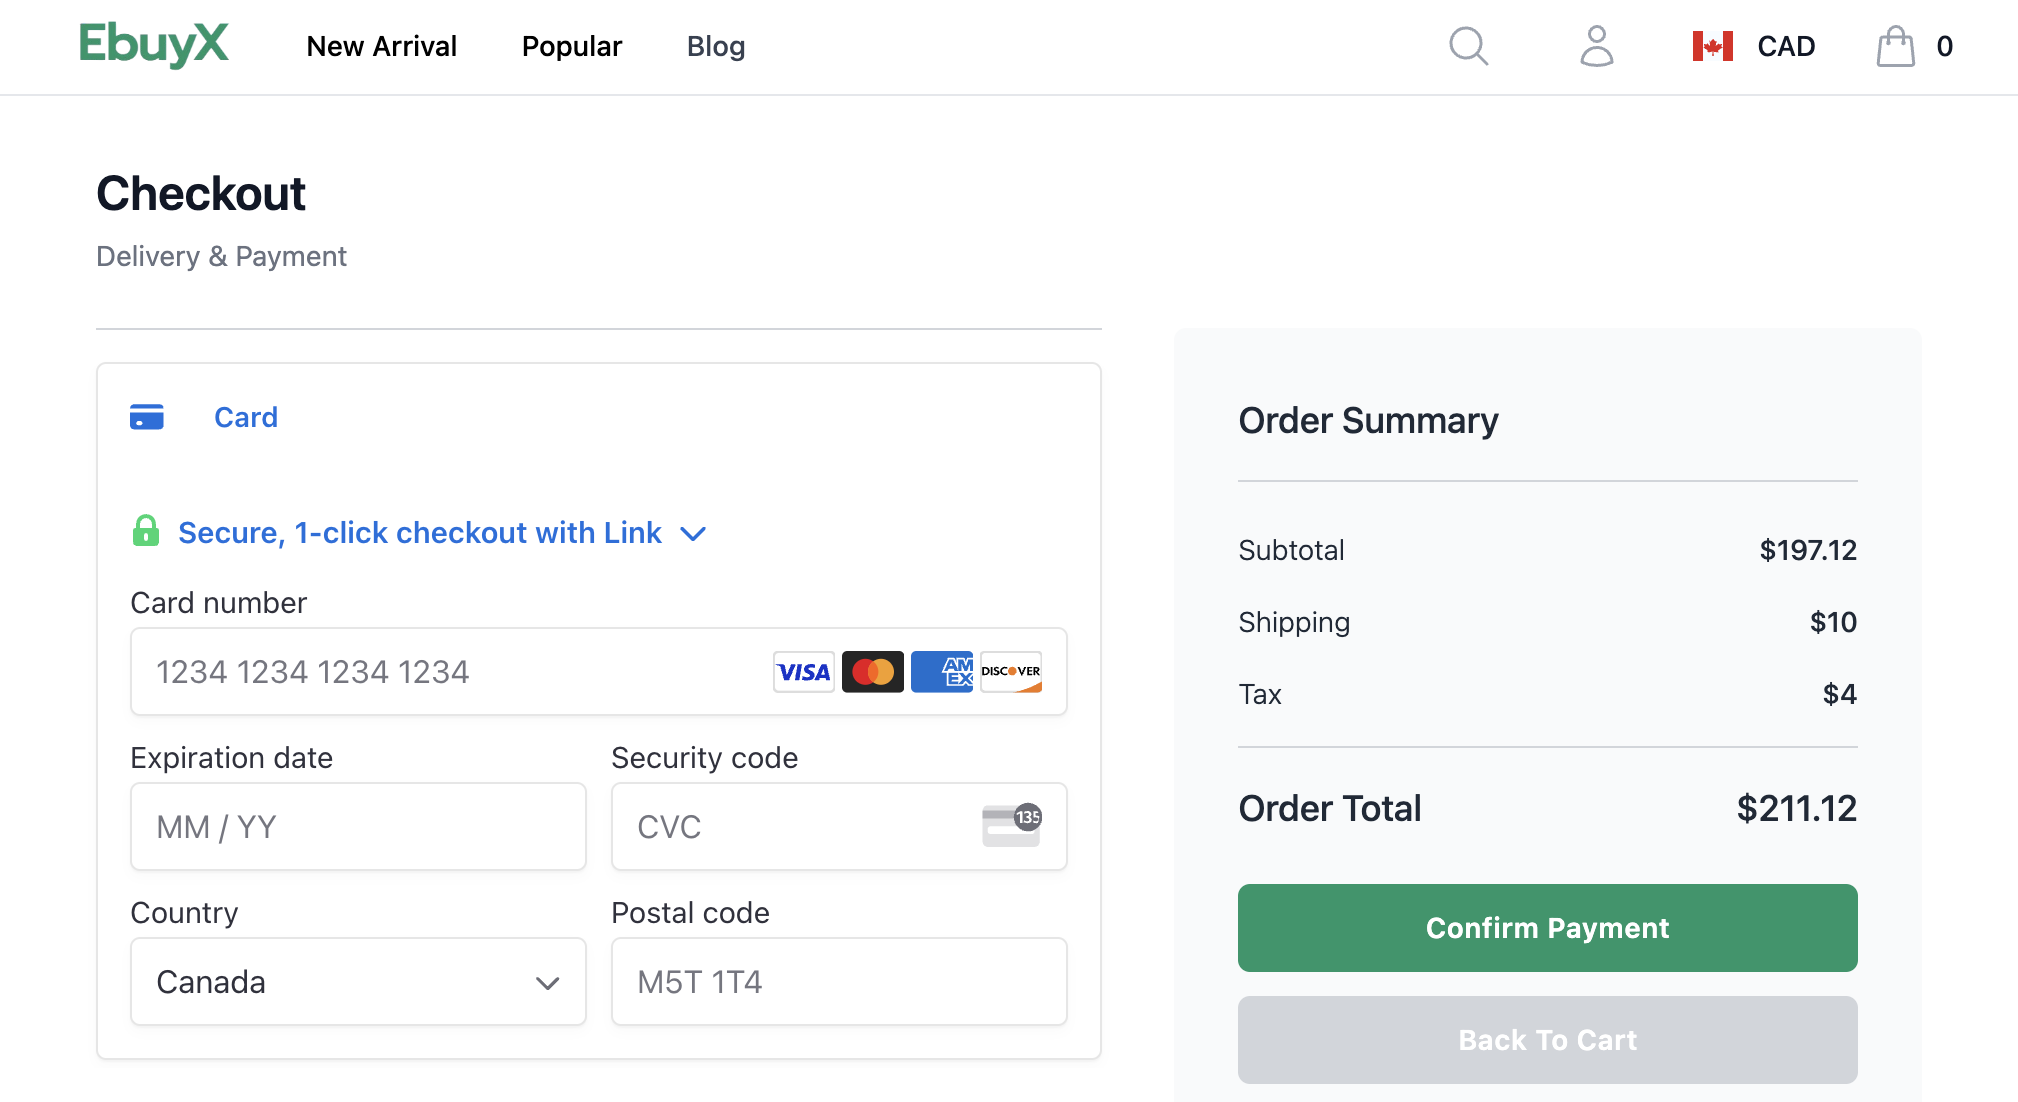 EbuyX New Arrival Popular Blog CAD 0
Checkout
Delivery & Payment
Card
Secure, 1-click checkout with Link
Card number
1234 1234 1234 1234 VISA AM EX DISCOVER
Expiration date Security code
MM / YY CVC 135
Country Postal code
Canada M5T 1T4
Order Summary
Subtotal $197.12
Shipping $10
Tax $4
Order Total $211.12
Confirm Payment
Back To Cart